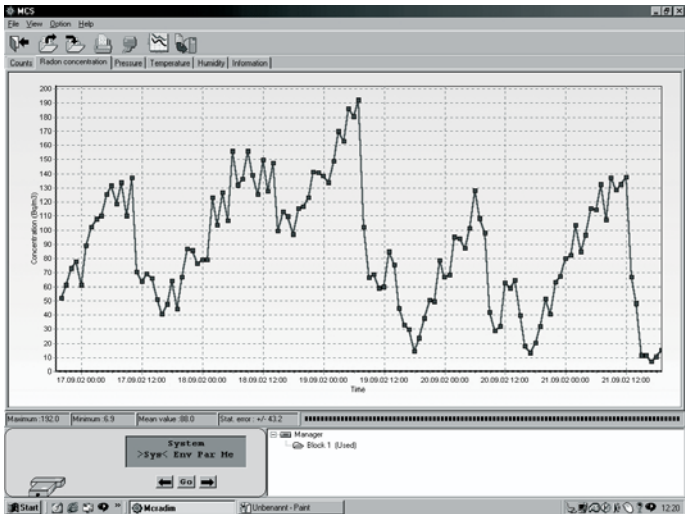 MCS
File View Option Help
Counts Radon concentration Pressure Temperature Humidity Information
200
190
180
170
160
150
140
130
120
110
100
90
80
70
60
50
40
30
20
10
0
Concentration (Bq/m3)
17.09.02 00:00 17.09.02 12:00 18.09.02 00:00 18.09.02 12:00 19.09.02 00:00 19.09.02 12:00 20.09.02 00:00 20.09.02 12:00 21.09.02 00:00 21.09.02 12:00
Time
Maximum :192.0 Minimum :6.9 Mean value :88.0 Stat. error : +/- 43.2
Manager
Block 1 (Used)
System
>Sys< Env Par Me
Go
Start Mcradim Unbenannt - Paint 12:20